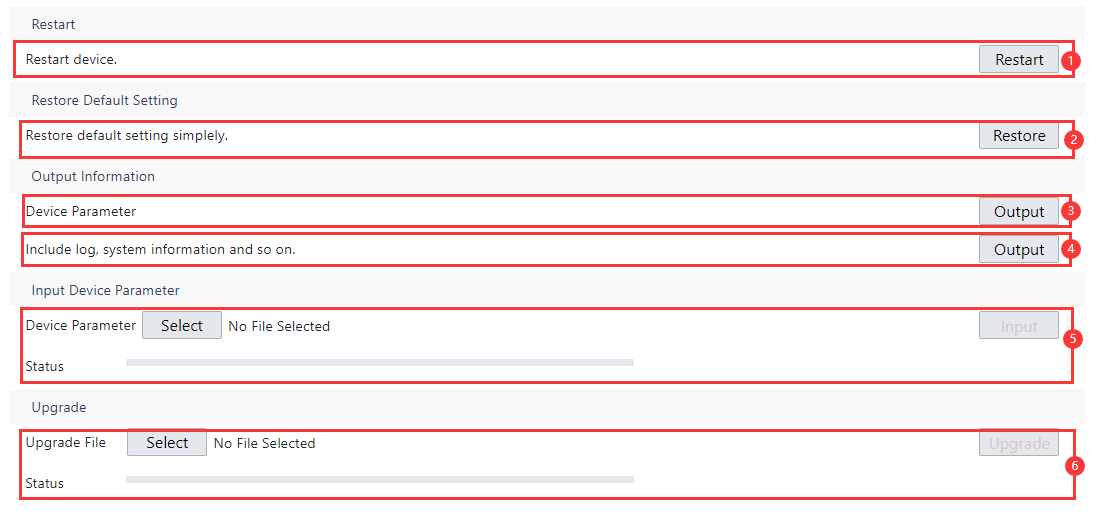 Restart
Restart device. Restart 1
Restore Default Setting
Restore default setting simplely. Restore 2
Output Information
Device Parameter Output 3
Include log, system information and so on. Output 4
Input Device Parameter
Device Parameter Select No File Selected Input 5
Status
Upgrade
Upgrade File Select No File Selected Upgrade 6
Status